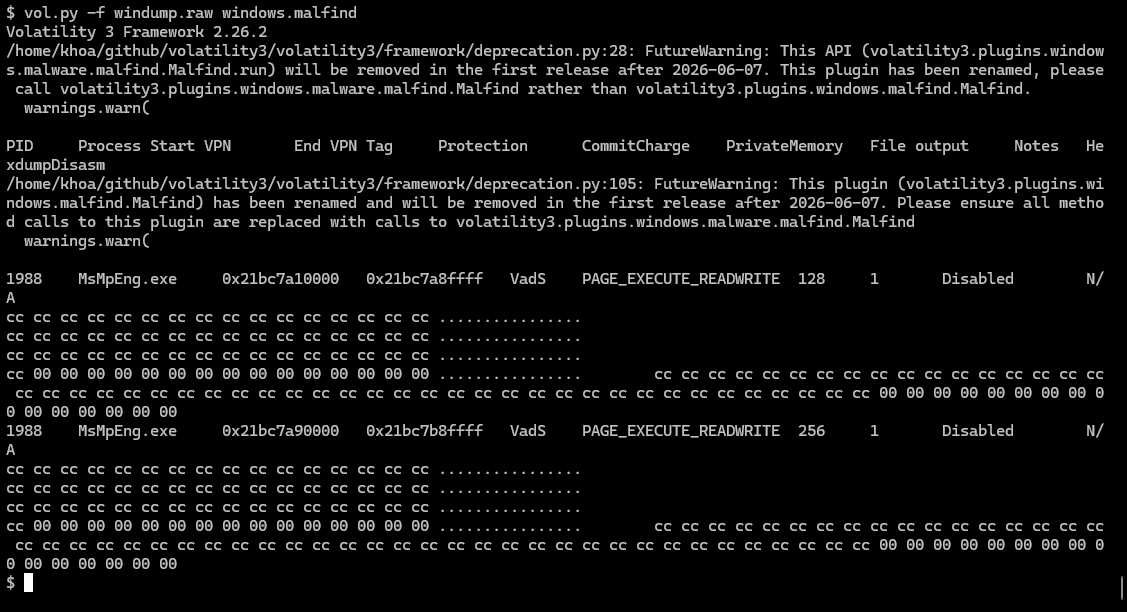 $ vol.py -f windump.raw windows.malfind
Volatility 3 Framework 2.26.2
/home/khoa/github/volatility3/volatility3/framework/deprecation.py:28: FutureWarning: This API (volatility3.plugins.window
s.malware.malfind.Malfind.run) will be removed in the first release after 2026-06-07. This plugin has been renamed, please
 call volatility3.plugins.windows.malware.malfind.Malfind rather than volatility3.plugins.windows.malfind.Malfind.
  warnings.warn(

PID     Process Start VPN       End VPN Tag     Protection      CommitCharge    PrivateMemory   File output     Notes   He
xdumpDisasm
/home/khoa/github/volatility3/volatility3/framework/deprecation.py:105: FutureWarning: This plugin (volatility3.plugins.wi
ndows.malfind.Malfind) has been renamed and will be removed in the first release after 2026-06-07. Please ensure all metho
d calls to this plugin are replaced with calls to volatility3.plugins.windows.malware.malfind.Malfind
  warnings.warn(

1988    MsMpEng.exe     0x21bc7a10000   0x21bc7a8ffff   VadS    PAGE_EXECUTE_READWRITE  128     1       Disabled        N/
A
cc cc cc cc cc cc cc cc cc cc cc cc cc cc cc cc ................
cc cc cc cc cc cc cc cc cc cc cc cc cc cc cc cc ................
cc cc cc cc cc cc cc cc cc cc cc cc cc cc cc cc ................
cc 00 00 00 00 00 00 00 00 00 00 00 00 00 00 00 ................        cc cc cc cc cc cc cc cc cc cc cc cc cc cc cc cc cc
 cc cc cc cc cc cc cc cc cc cc cc cc cc cc cc cc cc cc cc cc cc cc cc cc cc cc cc cc cc cc cc cc 00 00 00 00 00 00 00 00 0
0 00 00 00 00 00 00
1988    MsMpEng.exe     0x21bc7a90000   0x21bc7b8ffff   VadS    PAGE_EXECUTE_READWRITE  256     1       Disabled        N/
A
cc cc cc cc cc cc cc cc cc cc cc cc cc cc cc cc ................
cc cc cc cc cc cc cc cc cc cc cc cc cc cc cc cc ................
cc cc cc cc cc cc cc cc cc cc cc cc cc cc cc cc ................
cc 00 00 00 00 00 00 00 00 00 00 00 00 00 00 00 ................        cc cc cc cc cc cc cc cc cc cc cc cc cc cc cc cc cc
 cc cc cc cc cc cc cc cc cc cc cc cc cc cc cc cc cc cc cc cc cc cc cc cc cc cc cc cc cc cc cc cc 00 00 00 00 00 00 00 00 0
0 00 00 00 00 00 00
$